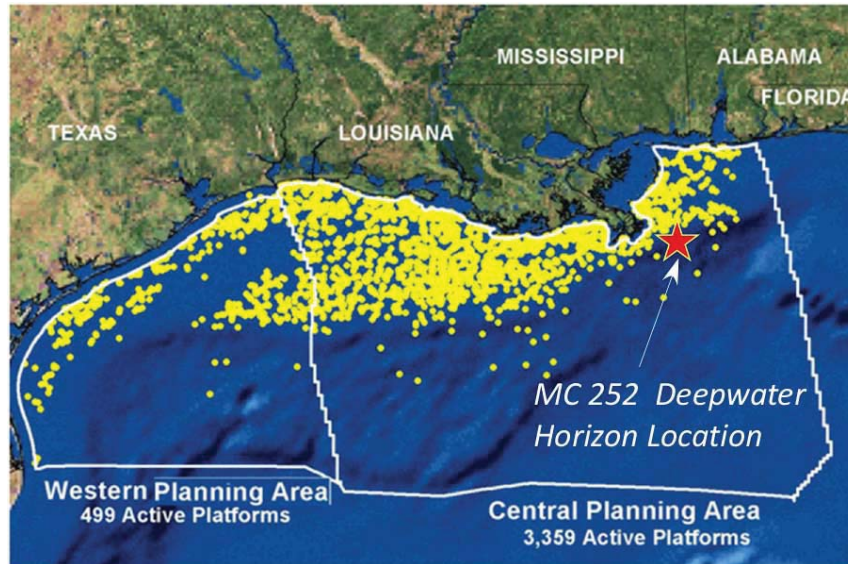 MISSISSIPPI
ALABAMA
FLORIDA
TEXAS
LOUISIANA
MC 252 Deepwater
Horizon Location
Western Planning Area
499 Active Platforms
Central Planning Area
3,359 Active Platforms